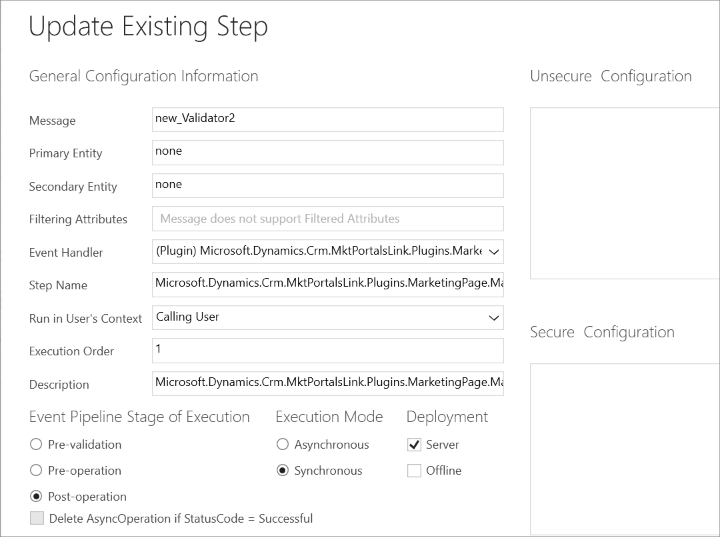 Update Existing Step
General Configuration Information
Unsecure Configuration
Message
new_Validator2
Primary Entity
none
Secondary Entity
none
Filtering Attributes
Message does not support Filtered Attributes
Event Handler
(Plugin) Microsoft.Dynamics.Crm.MktPortalsLink.Plugins.Marke
Step Name
Microsoft.Dynamics.Crm.MktPortalsLink.Plugins.MarketingPage.Ma
Run in User's Context
Calling User
Secure Configuration
Execution Order
1
Description
Microsoft.Dynamics.Crm.MktPortalsLink.Plugins.MarketingPage.Ma
Event Pipeline Stage of Execution
Execution Mode
Deployment
Pre-validation
Asynchronous
Server
Pre-operation
Synchronous
Offline
Post-operation
Delete AsyncOperation if StatusCode = Successful